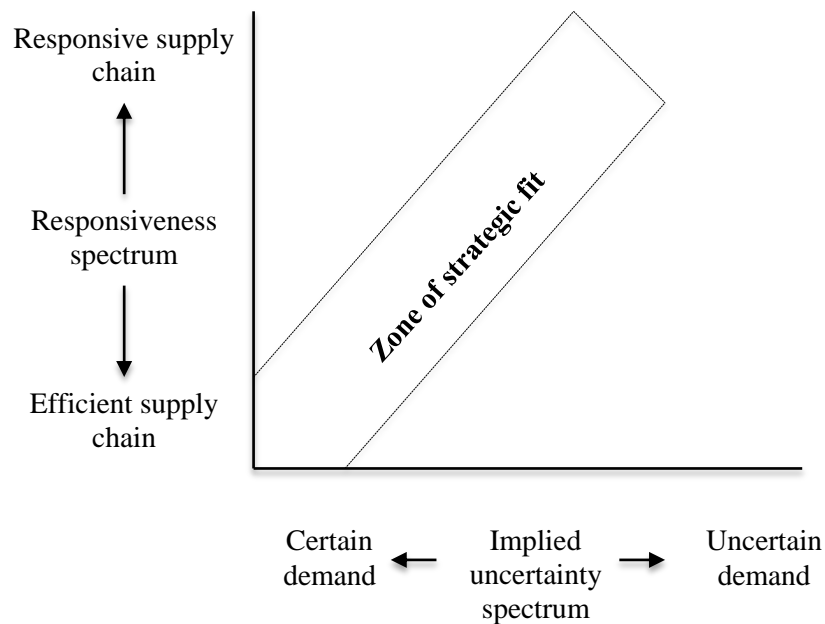 Responsive supply
chain
Responsiveness
spectrum
Efficient supply
chain
Zone of strategic fit
Certain
demand
Implied
uncertainty
spectrum
Uncertain
demand